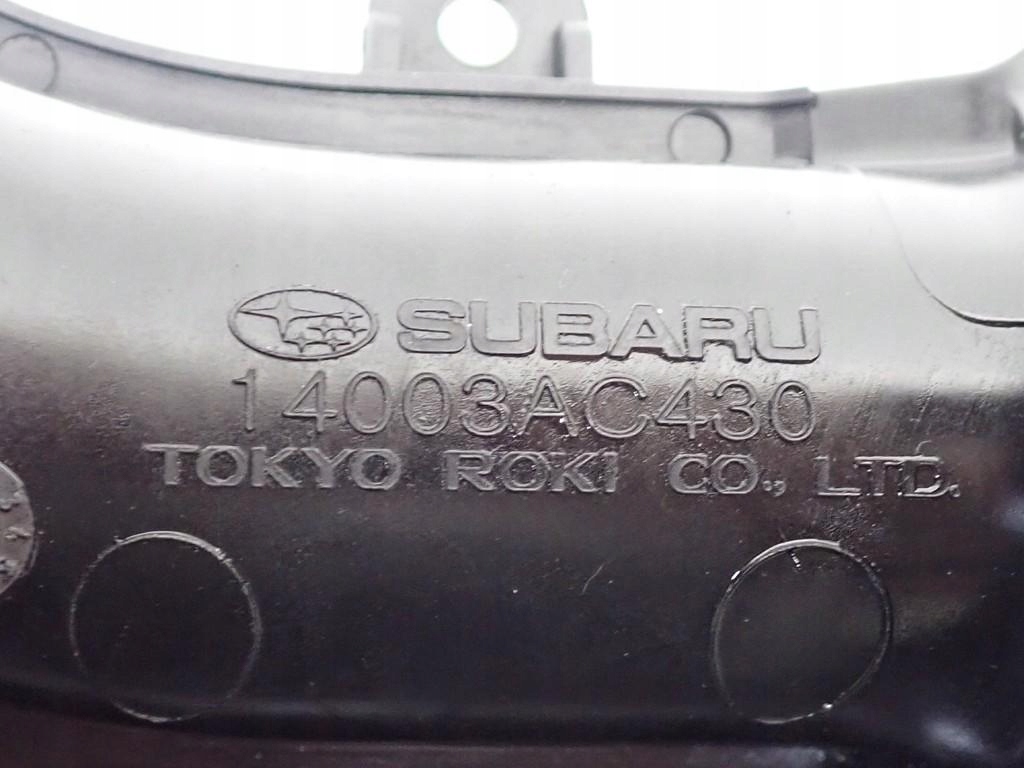 SUBARU
14003AC430
TOKYO ROKI CO., LTD.